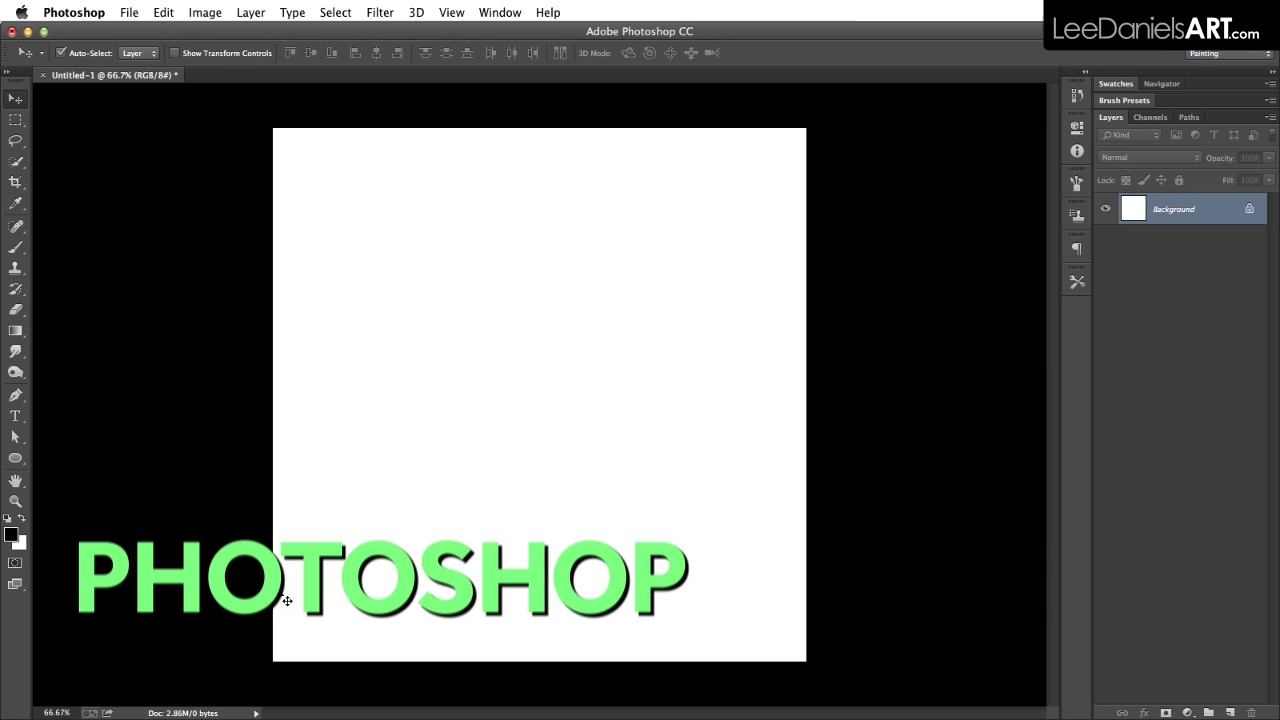 Photoshop File Edit Image Layer Type Select Filter 3D View Window Help
Adobe Photoshop CC
LeeDanielsART.com
Auto-Select: Layer Show Transform Controls 3D Mode: Painting
Untitled-1 @ 66.7% (RGB/8#) *
Swatches Navigator
Brush Presets
Layers Channels Paths
Kind
Normal Opacity: 100%
Lock: Fill: 100%
Background
PHOTOSHOP
66.67% Doc: 2.86M/0 bytes